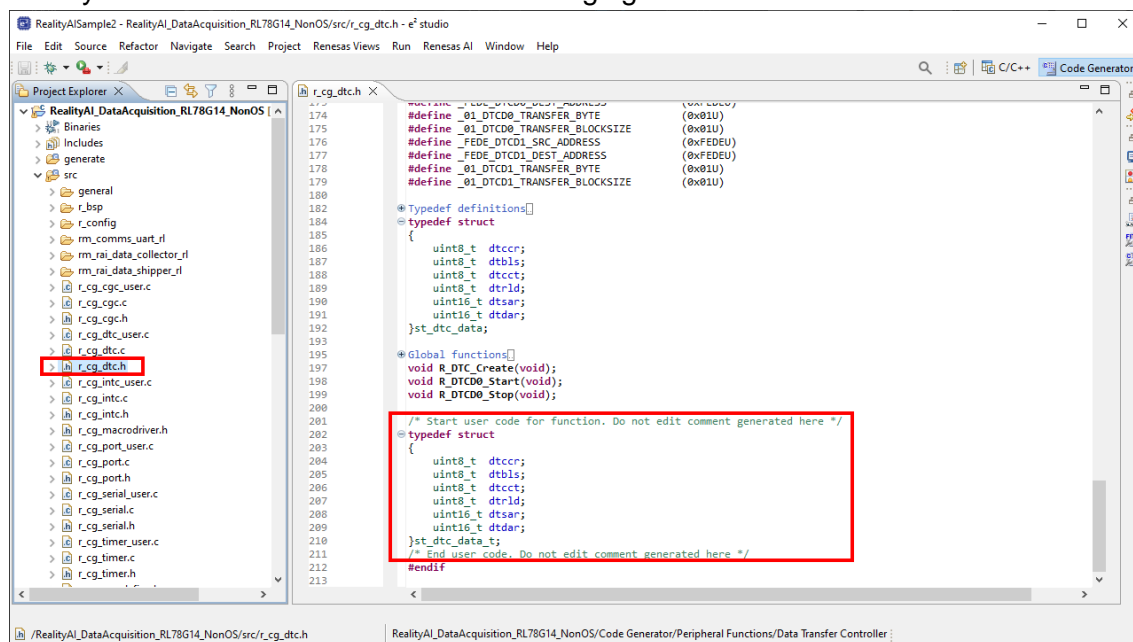 RealityAISample2 - RealityAI_DataAcquisition_RL78G14_NonOS/src/r_cg_dtc.h - e² studio
File Edit Source Refactor Navigate Search Project Renesas Views Run Renesas AI Window Help
C/C++ Code Generator
Project Explorer
r_cg_dtc.h
RealityAI_DataAcquisition_RL78G14_NonOS [
Binaries
Includes
generate
src
general
r_bsp
r_config
rm_comms_uart_rl
rm_rai_data_collector_rl
rm_rai_data_shipper_rl
r_cg_cgc_user.c
r_cg_cgc.c
r_cg_cgc.h
r_cg_dtc_user.c
r_cg_dtc.c
r_cg_dtc.h
r_cg_intc_user.c
r_cg_intc.c
r_cg_intc.h
r_cg_macrodriver.h
r_cg_port_user.c
r_cg_port.c
r_cg_port.h
r_cg_serial_user.c
r_cg_serial.c
r_cg_serial.h
r_cg_timer_user.c
r_cg_timer.c
r_cg_timer.h
173 #define _FEDE_DTCD0_DEST_ADDRESS (0xFEDEU)
174 #define _01_DTCD0_TRANSFER_BYTE (0x01U)
175 #define _01_DTCD0_TRANSFER_BLOCKSIZE (0x01U)
176 #define _FEDE_DTCD1_SRC_ADDRESS (0xFEDEU)
177 #define _FEDE_DTCD1_DEST_ADDRESS (0xFEDEU)
178 #define _01_DTCD1_TRANSFER_BYTE (0x01U)
179 #define _01_DTCD1_TRANSFER_BLOCKSIZE (0x01U)
180
182 Typedef definitions
184 typedef struct
185 {
186 uint8_t dtccr;
187 uint8_t dtbls;
188 uint8_t dtcct;
189 uint8_t dtrld;
190 uint16_t dtsar;
191 uint16_t dtdar;
192 }st_dtc_data;
193
195 Global functions
197 void R_DTC_Create(void);
198 void R_DTCD0_Start(void);
199 void R_DTCD0_Stop(void);
200
201 /* Start user code for function. Do not edit comment generated here */
202 typedef struct
203 {
204 uint8_t dtccr;
205 uint8_t dtbls;
206 uint8_t dtcct;
207 uint8_t dtrld;
208 uint16_t dtsar;
209 uint16_t dtdar;
210 }st_dtc_data_t;
211 /* End user code. Do not edit comment generated here */
212 #endif
213
/RealityAI_DataAcquisition_RL78G14_NonOS/src/r_cg_dtc.h
RealityAI_DataAcquisition_RL78G14_NonOS/Code Generator/Peripheral Functions/Data Transfer Controller